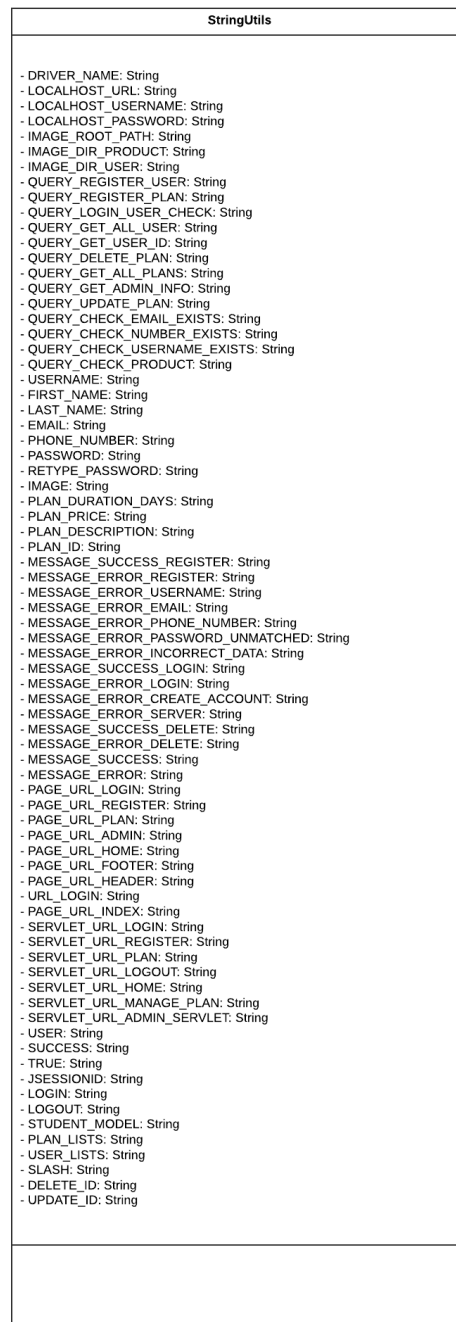 StringUtils
- DRIVER_NAME: String
- LOCALHOST_URL: String
- LOCALHOST_USERNAME: String
- LOCALHOST_PASSWORD: String
- IMAGE_ROOT_PATH: String
- IMAGE_DIR_PRODUCT: String
- IMAGE_DIR_USER: String
- QUERY_REGISTER_USER: String
- QUERY_REGISTER_PLAN: String
- QUERY_LOGIN_USER_CHECK: String
- QUERY_GET_ALL_USER: String
- QUERY_GET_USER_ID: String
- QUERY_DELETE_PLAN: String
- QUERY_GET_ALL_PLANS: String
- QUERY_GET_ADMIN_INFO: String
- QUERY_UPDATE_PLAN: String
- QUERY_CHECK_EMAIL_EXISTS: String
- QUERY_CHECK_NUMBER_EXISTS: String
- QUERY_CHECK_USERNAME_EXISTS: String
- QUERY_CHECK_PRODUCT: String
- USERNAME: String
- FIRST_NAME: String
- LAST_NAME: String
- EMAIL: String
- PHONE_NUMBER: String
- PASSWORD: String
- RETYPE_PASSWORD: String
- IMAGE: String
- PLAN_DURATION_DAYS: String
- PLAN_PRICE: String
- PLAN_DESCRIPTION: String
- PLAN_ID: String
- MESSAGE_SUCCESS_REGISTER: String
- MESSAGE_ERROR_REGISTER: String
- MESSAGE_ERROR_USERNAME: String
- MESSAGE_ERROR_EMAIL: String
- MESSAGE_ERROR_PHONE_NUMBER: String
- MESSAGE_ERROR_PASSWORD_UNMATCHED: String
- MESSAGE_ERROR_INCORRECT_DATA: String
- MESSAGE_SUCCESS_LOGIN: String
- MESSAGE_ERROR_LOGIN: String
- MESSAGE_ERROR_CREATE_ACCOUNT: String
- MESSAGE_ERROR_SERVER: String
- MESSAGE_SUCCESS_DELETE: String
- MESSAGE_ERROR_DELETE: String
- MESSAGE_SUCCESS: String
- MESSAGE_ERROR: String
- PAGE_URL_LOGIN: String
- PAGE_URL_REGISTER: String
- PAGE_URL_PLAN: String
- PAGE_URL_ADMIN: String
- PAGE_URL_HOME: String
- PAGE_URL_FOOTER: String
- PAGE_URL_HEADER: String
- URL_LOGIN: String
- PAGE_URL_INDEX: String
- SERVLET_URL_LOGIN: String
- SERVLET_URL_REGISTER: String
- SERVLET_URL_PLAN: String
- SERVLET_URL_LOGOUT: String
- SERVLET_URL_HOME: String
- SERVLET_URL_MANAGE_PLAN: String
- SERVLET_URL_ADMIN_SERVLET: String
- USER: String
- SUCCESS: String
- TRUE: String
- JSESSIONID: String
- LOGIN: String
- LOGOUT: String
- STUDENT_MODEL: String
- PLAN_LISTS: String
- USER_LISTS: String
- SLASH: String
- DELETE_ID: String
- UPDATE_ID: String